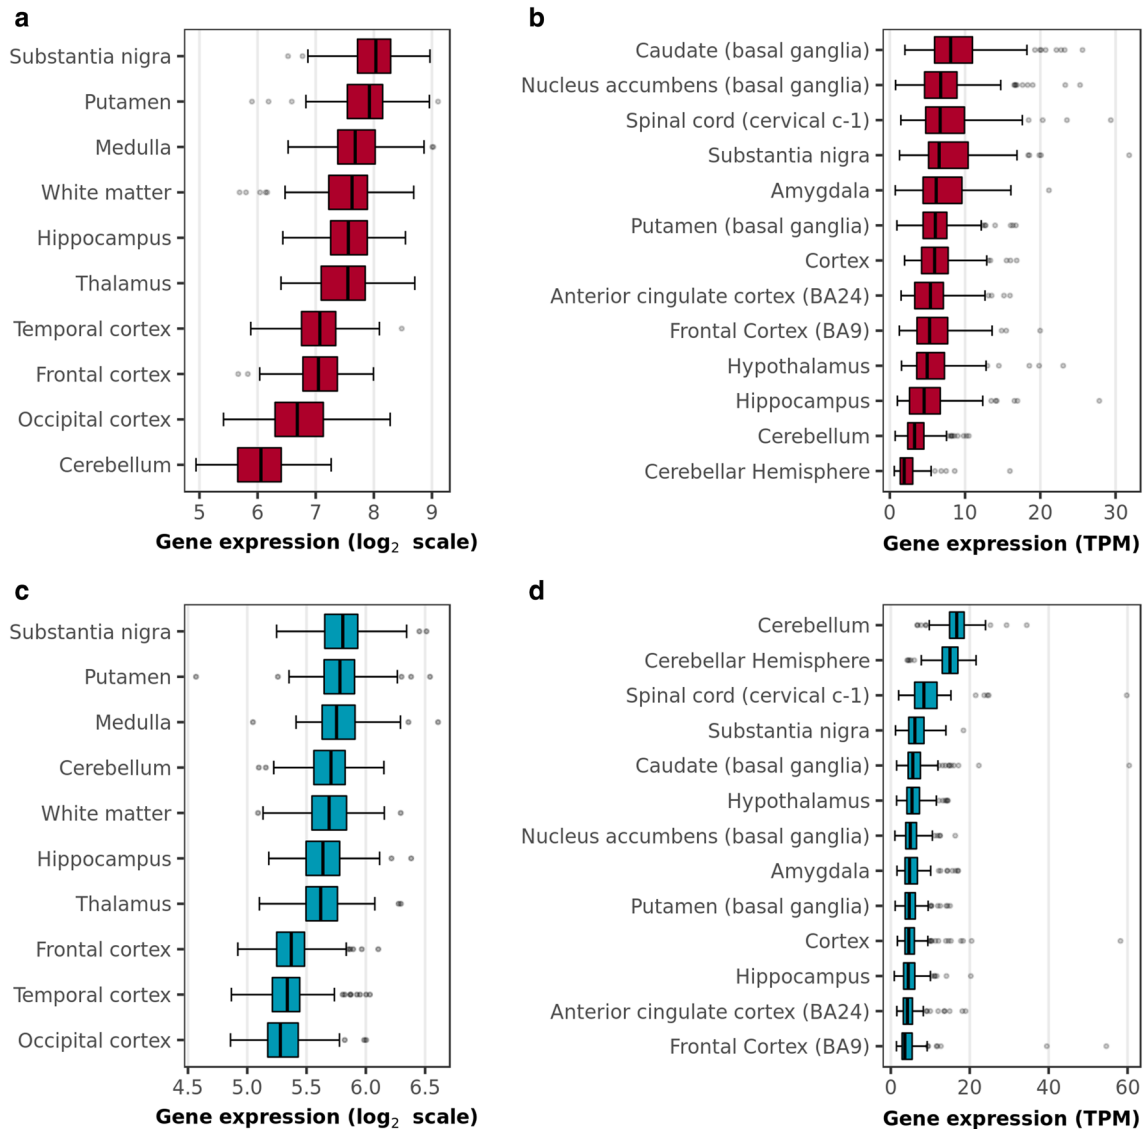 a
Substantia nigra
Putamen
Medulla
White matter
Hippocampus
Thalamus
Temporal cortex
Frontal cortex
Occipital cortex
Cerebellum
5 6 7 8 9
Gene expression (log₂ scale)
b
Caudate (basal ganglia)
Nucleus accumbens (basal ganglia)
Spinal cord (cervical c-1)
Substantia nigra
Amygdala
Putamen (basal ganglia)
Cortex
Anterior cingulate cortex (BA24)
Frontal Cortex (BA9)
Hypothalamus
Hippocampus
Cerebellum
Cerebellar Hemisphere
0 10 20 30
Gene expression (TPM)
c
Substantia nigra
Putamen
Medulla
Cerebellum
White matter
Hippocampus
Thalamus
Frontal cortex
Temporal cortex
Occipital cortex
4.5 5.0 5.5 6.0 6.5
Gene expression (log₂ scale)
d
Cerebellum
Cerebellar Hemisphere
Spinal cord (cervical c-1)
Substantia nigra
Caudate (basal ganglia)
Hypothalamus
Nucleus accumbens (basal ganglia)
Amygdala
Putamen (basal ganglia)
Cortex
Hippocampus
Anterior cingulate cortex (BA24)
Frontal Cortex (BA9)
0 20 40 60
Gene expression (TPM)